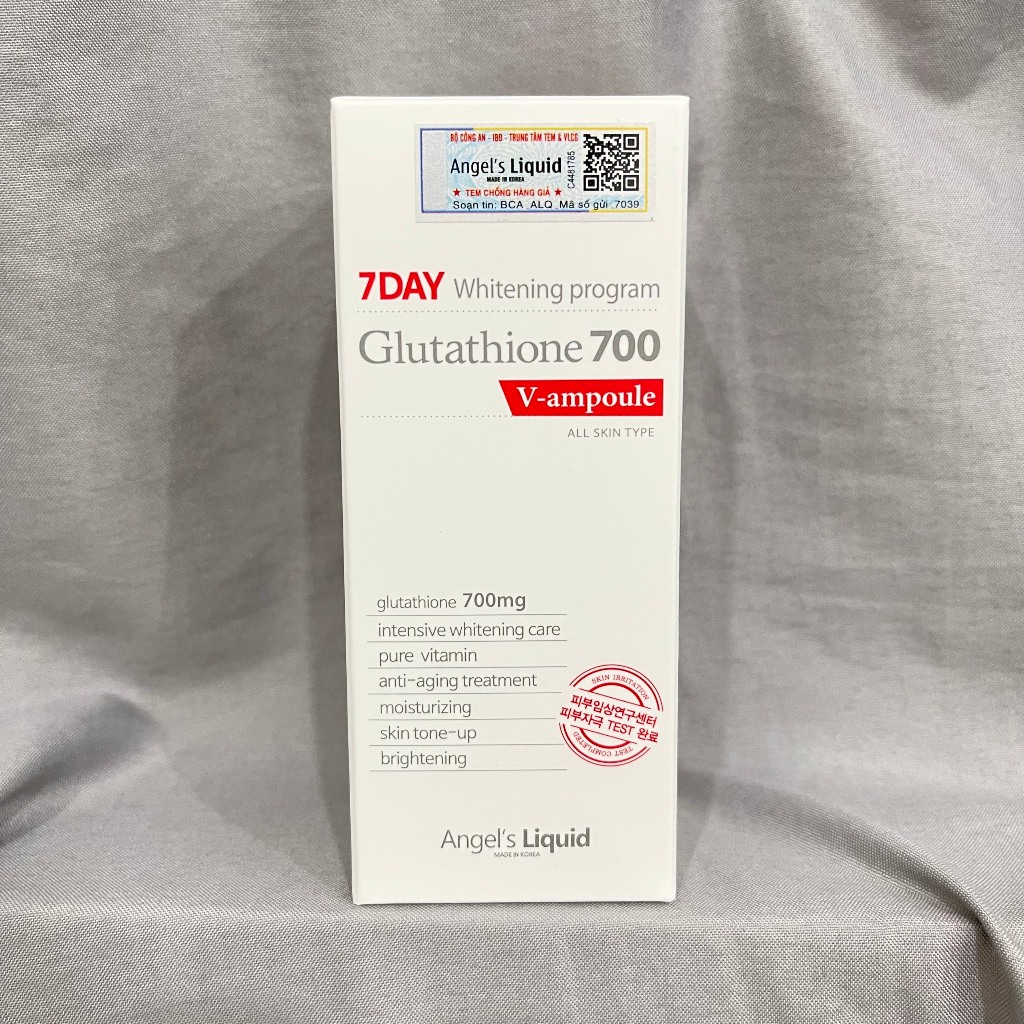 BỘ CÔNG AN - IBD - TRUNG TÂM TEM & VLCG
Angel's Liquid
MADE IN KOREA
C4481765
★ TEM CHỐNG HÀNG GIẢ ★
Soạn tin: BCA ALQ Mã số gửi 7039
7DAY Whitening program
Glutathione 700
V-ampoule
ALL SKIN TYPE
glutathione 700mg
intensive whitening care
pure vitamin
anti-aging treatment
moisturizing
skin tone-up
brightening
SKIN IRRITATION
피부임상연구센터
피부자극 TEST 완료
TEST COMPLETED
Angel's Liquid
MADE IN KOREA